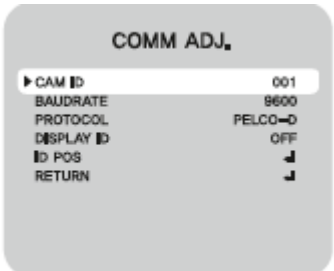 COMM ADJ.
▶CAM ID 001
BAUDRATE 9600
PROTOCOL PELCO-D
DISPLAY ID OFF
ID POS ↲
RETURN ↲